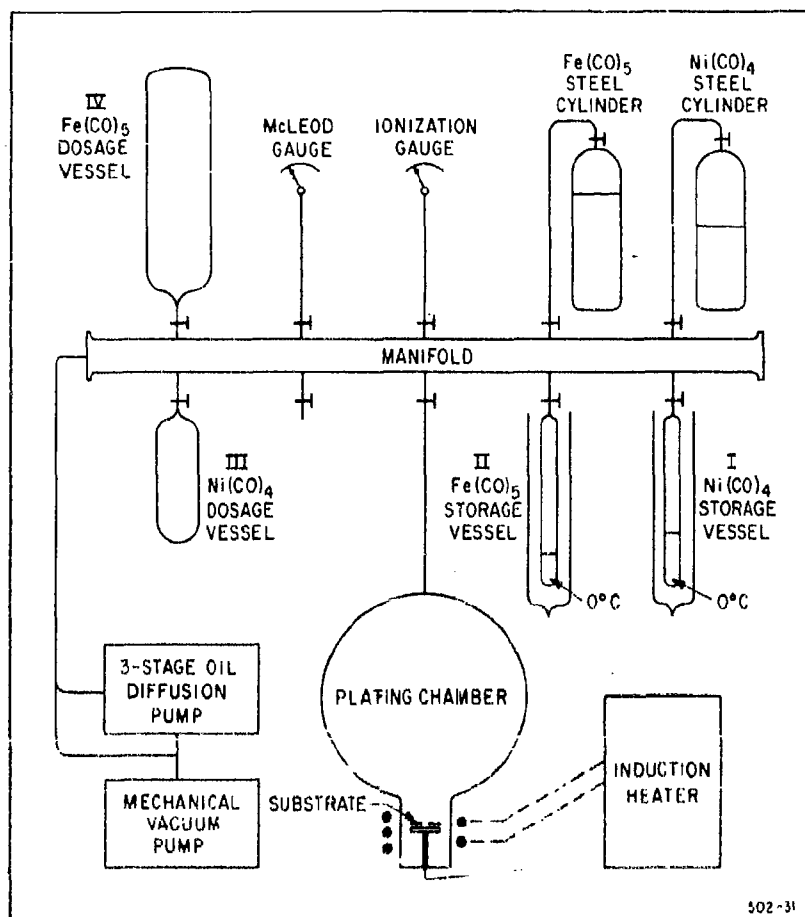 IV
Fe(CO)5
DOSAGE
VESSEL
McLEOD
GAUGE
IONIZATION
GAUGE
Fe(CO)5
STEEL
CYLINDER
Ni(CO)4
STEEL
CYLINDER
MANIFOLD
III
Ni(CO)4
DOSAGE
VESSEL
II
Fe(CO)5
STORAGE
VESSEL
0°C
I
Ni(CO)4
STORAGE
VESSEL
0°C
3-STAGE OIL
DIFFUSION
PUMP
MECHANICAL
VACUUM
PUMP
PLATING CHAMBER
SUBSTRATE
INDUCTION
HEATER
502-31